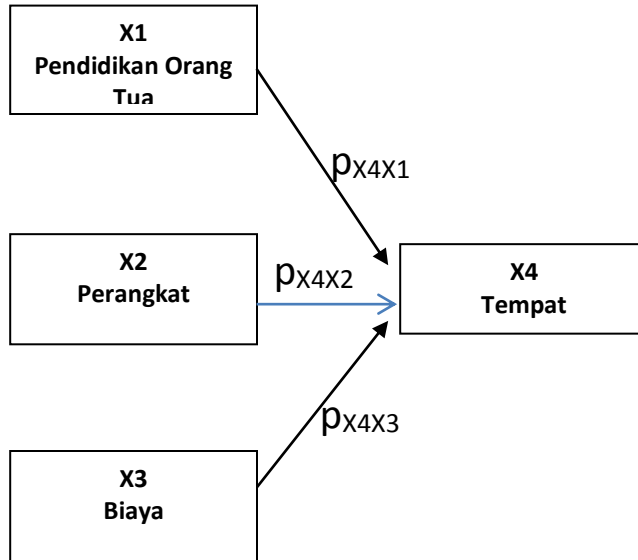 X1
Pendidikan Orang
Tua
pX4X1
X2
Perangkat
pX4X2
X4
Tempat
pX4X3
X3
Biaya